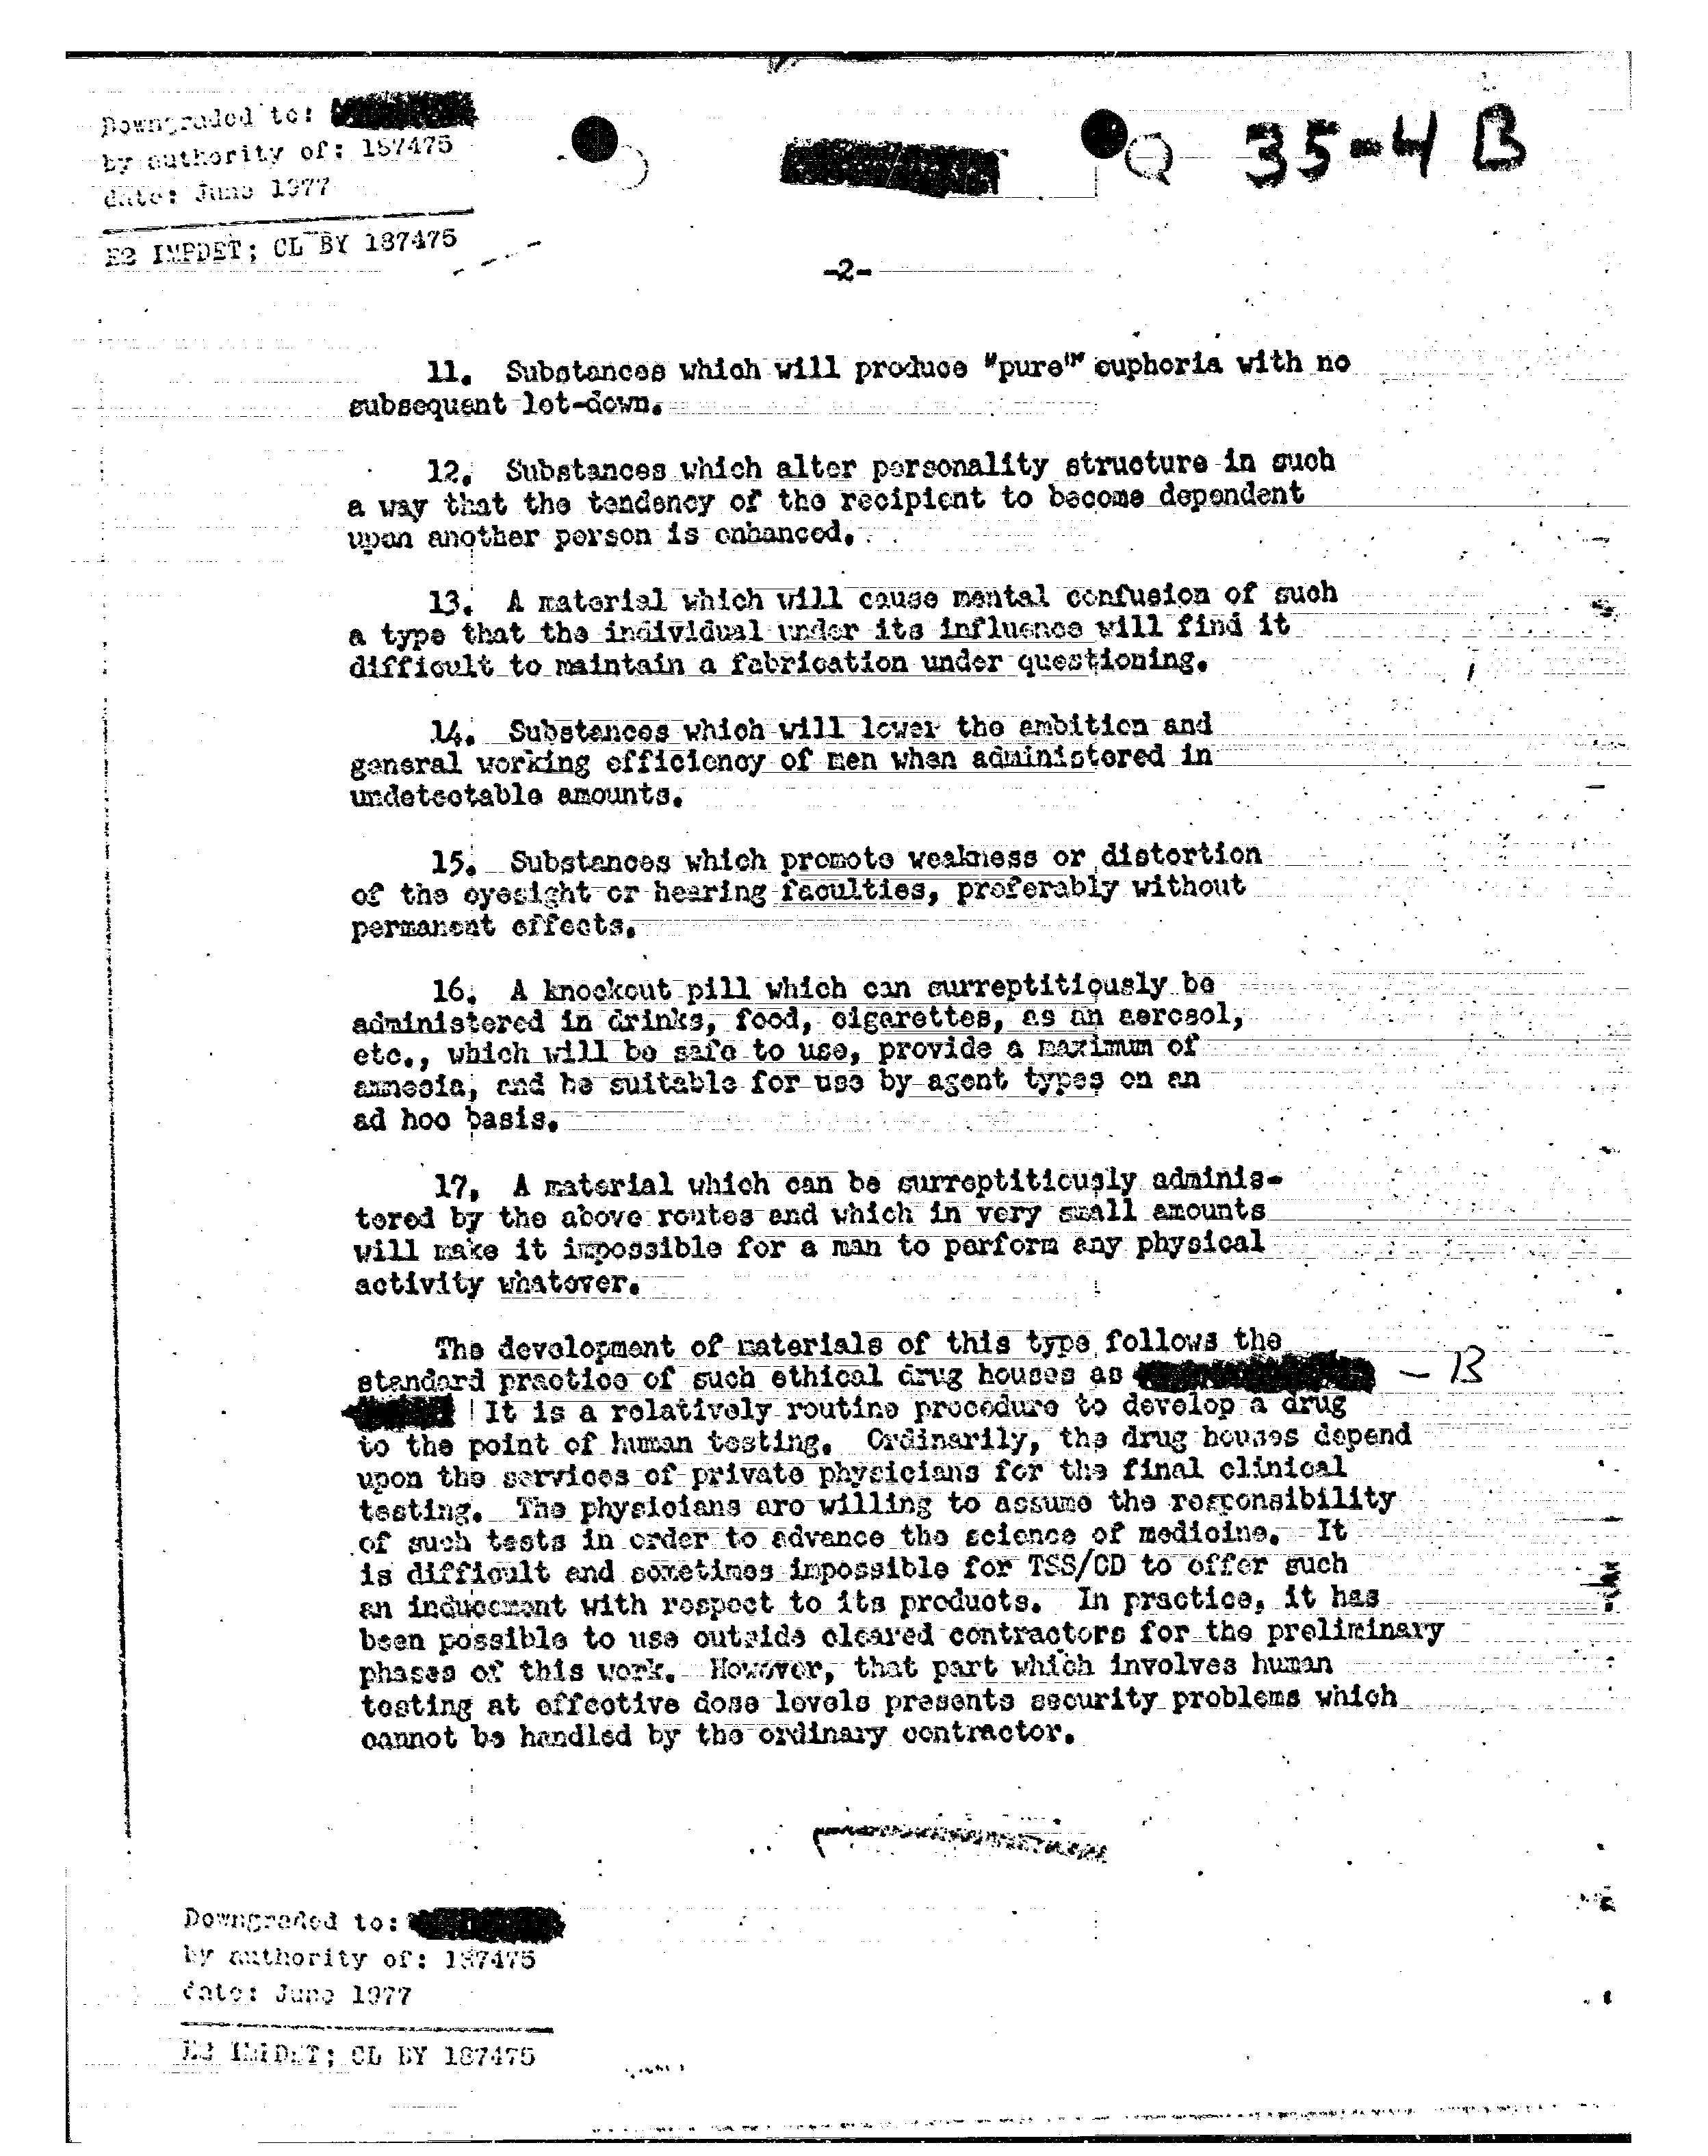 Downgraded to:
by authority of: 187475
date: June 1977
E2 IMPDET; CL BY 187475
35-4 B
-2-
11. Substances which will produce "pure" euphoria with no
subsequent let-down.
12. Substances which alter personality structure in such
a way that the tendency of the recipient to become dependent
upon another person is enhanced.
13. A material which will cause mental confusion of such
a type that the individual under its influence will find it
difficult to maintain a fabrication under questioning.
14. Substances which will lower the ambition and
general working efficiency of men when administered in
undetectable amounts.
15. Substances which promote weakness or distortion
of the eyesight or hearing faculties, preferably without
permanent effects.
16. A knockout pill which can surreptitiously be
administered in drinks, food, cigarettes, as an aerosol,
etc., which will be safe to use, provide a maximum of
amnesia, and be suitable for use by agent types on an
ad hoc basis.
17. A material which can be surreptitiously adminis-
tered by the above routes and which in very small amounts
will make it impossible for a man to perform any physical
activity whatever.
The development of materials of this type follows the
standard practice of such ethical drug houses as — B
It is a relatively routine procedure to develop a drug
to the point of human testing. Ordinarily, the drug houses depend
upon the services of private physicians for the final clinical
testing. The physicians are willing to assume the responsibility
of such tests in order to advance the science of medicine. It
is difficult and sometimes impossible for TSS/CD to offer such
an inducement with respect to its products. In practice, it has
been possible to use outside cleared contractors for the preliminary
phases of this work. However, that part which involves human
testing at effective dose levels presents security problems which
cannot be handled by the ordinary contractor.
Downgraded to:
by authority of: 187475
date: June 1977
E2 IMPDET; CL BY 187475